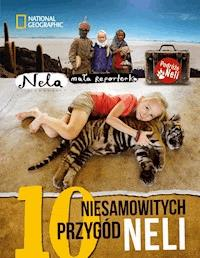 NATIONAL
GEOGRAPHIC
Nela
mała reporterka
Podróże
Neli
10 NIESAMOWITYCH
PRZYGÓD NELI